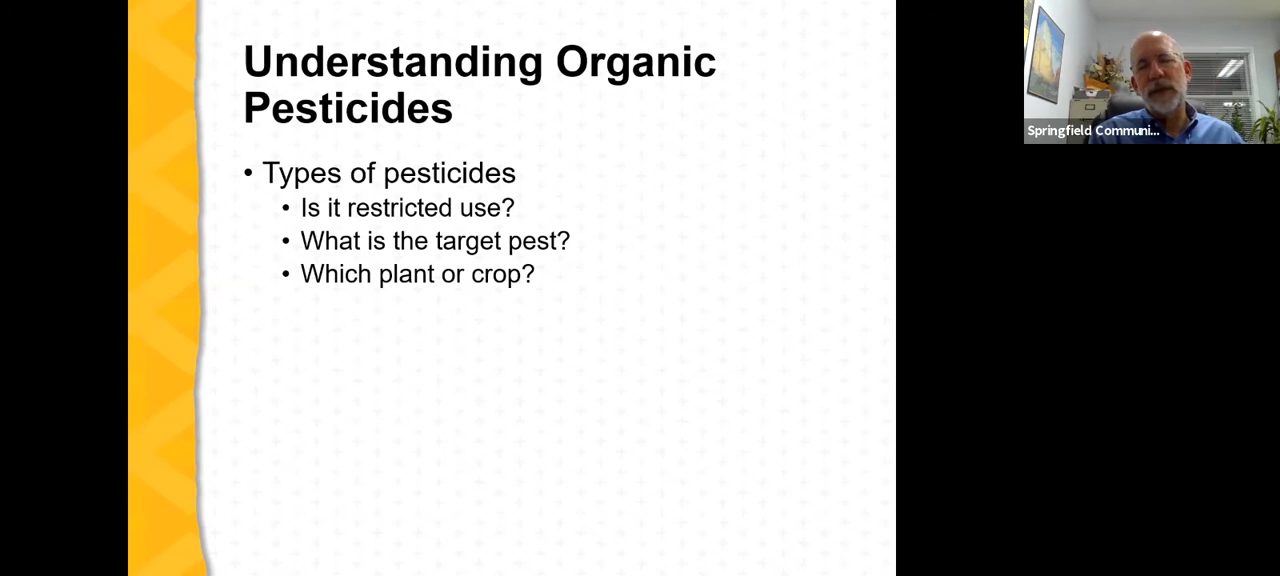 Understanding Organic
Pesticides
• Types of pesticides
• Is it restricted use?
• What is the target pest?
• Which plant or crop?
Springfield Communi...